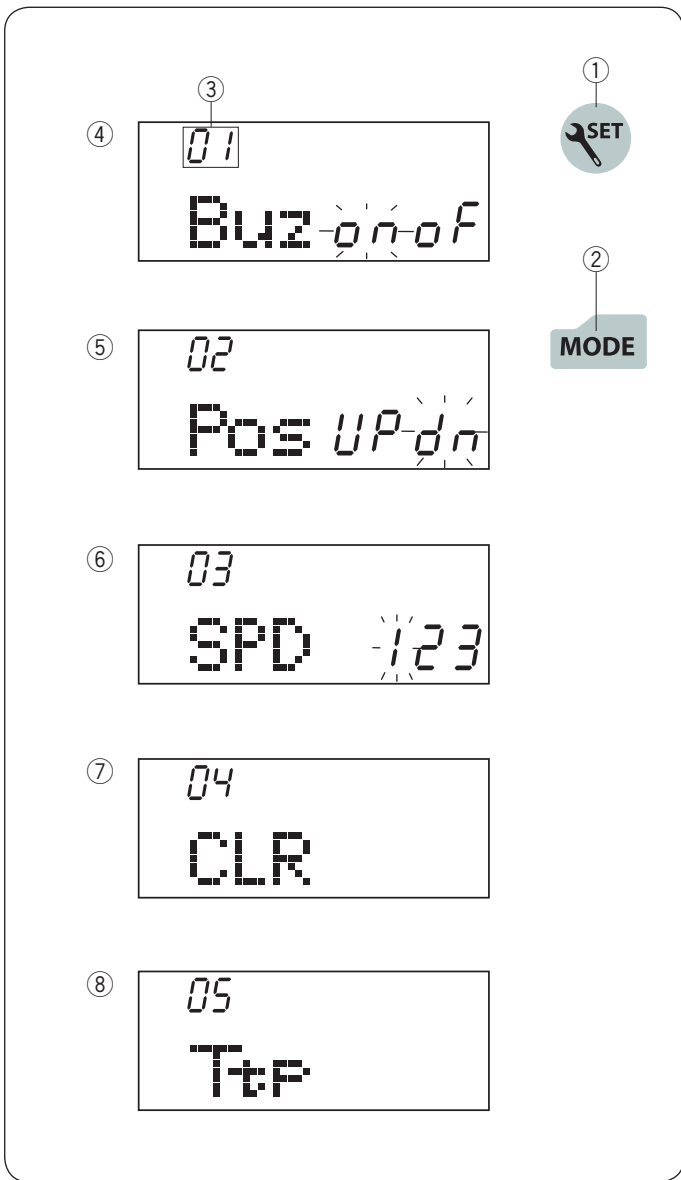 ③
①
④
01
SET
Buz on oF
②
⑤
02
MODE
Pos UP dn
⑥
03
SPD 123
⑦
04
CLR
⑧
05
Ttp